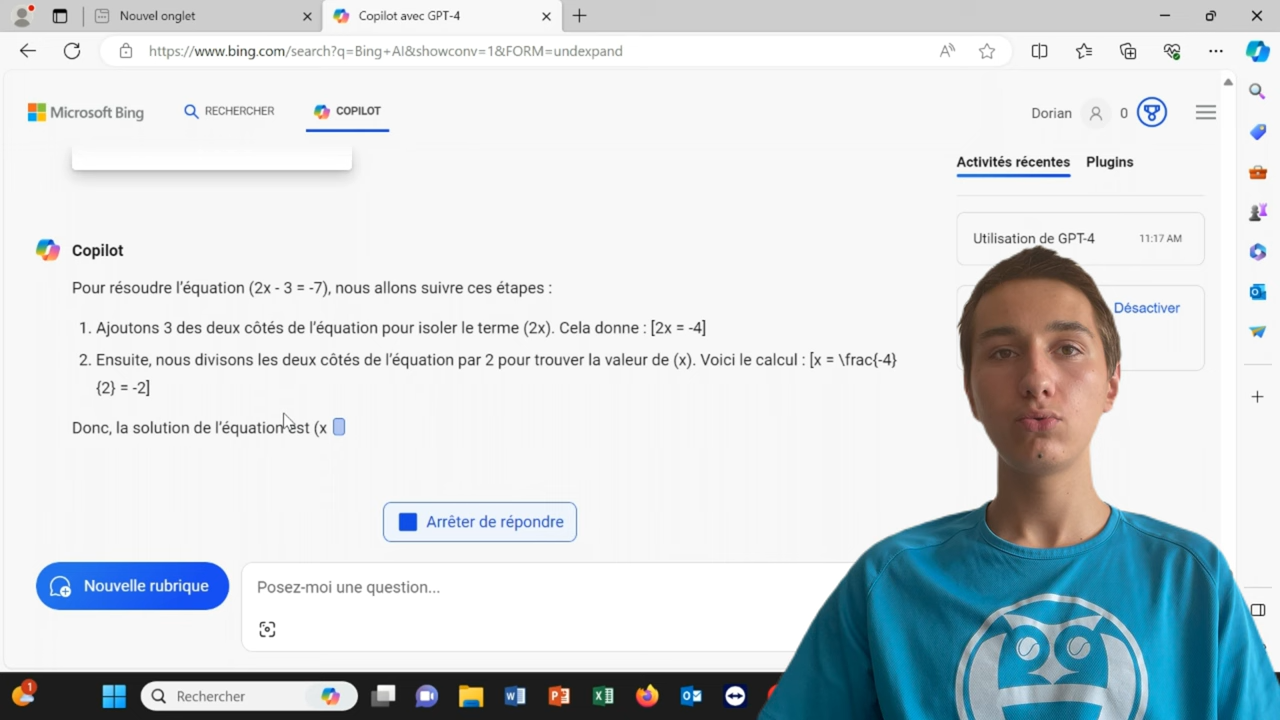 Nouvel onglet
Copilot avec GPT-4
https://www.bing.com/search?q=Bing+AI&showconv=1&FORM=undexpand
Microsoft Bing
RECHERCHER
COPILOT
Dorian
0
Activités récentes
Plugins
Utilisation de GPT-4
11:17 AM
Désactiver
Copilot
Pour résoudre l'équation (2x - 3 = -7), nous allons suivre ces étapes :
1. Ajoutons 3 des deux côtés de l'équation pour isoler le terme (2x). Cela donne : [2x = -4]
2. Ensuite, nous divisons les deux côtés de l'équation par 2 pour trouver la valeur de (x). Voici le calcul : [x = \frac{-4}
{2} = -2]
Donc, la solution de l'équation est (x
Arrêter de répondre
Nouvelle rubrique
Posez-moi une question...
1
Rechercher